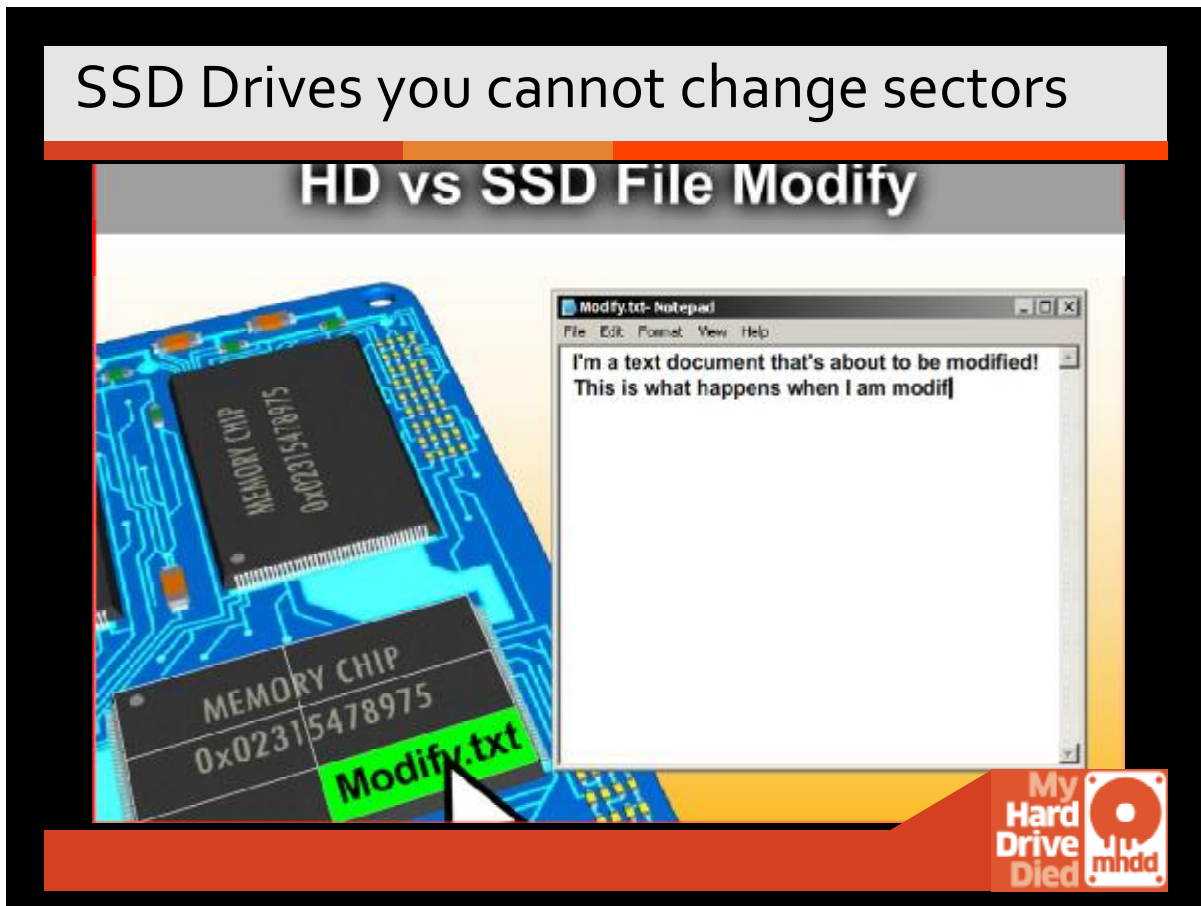 SSD Drives you cannot change sectors
HD vs SSD File Modify
Modify.txt- Notepad
File Edit Format View Help
I'm a text document that's about to be modified!
This is what happens when I am modif
MEMORY CHIP
0x02315478975
MEMORY CHIP
0x02315478975
Modify.txt
My
Hard
Drive
Died
mhdd